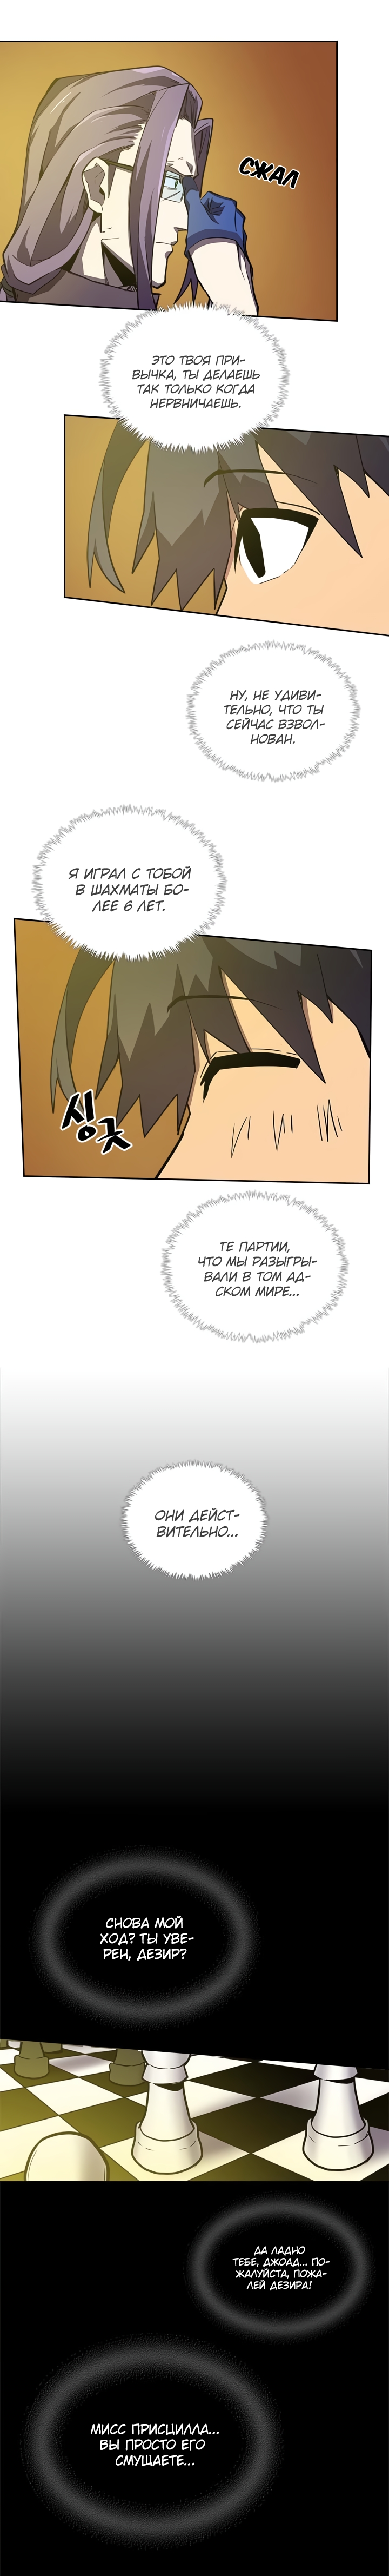 СЖАЛ
ЭТО ТВОЯ ПРИ-
ВЫЧКА, ТЫ ДЕЛАЕШЬ
ТАК ТОЛЬКО КОГДА
НЕРВНИЧАЕШЬ.
НУ, НЕ УДИВИ-
ТЕЛЬНО, ЧТО ТЫ
СЕЙЧАС ВЗВОЛ-
НОВАН.
Я ИГРАЛ С ТОБОЙ
В ШАХМАТЫ БО-
ЛЕЕ 6 ЛЕТ.
싱긋
ТЕ ПАРТИИ,
ЧТО МЫ РАЗЫГРЫ-
ВАЛИ В ТОМ АД-
СКОМ МИРЕ...
ОНИ ДЕЙСТ-
ВИТЕЛЬНО...
СНОВА МОЙ
ХОД? ТЫ УВЕ-
РЕН, ДЕЗИР?
ДА ЛАДНО
ТЕБЕ, ДЖОАД... ПО-
ЖАЛУЙСТА, ПОЖА-
ЛЕЙ ДЕЗИРА!
МИСС ПРИСЦИЛЛА...
ВЫ ПРОСТО ЕГО
СМУЩАЕТЕ...